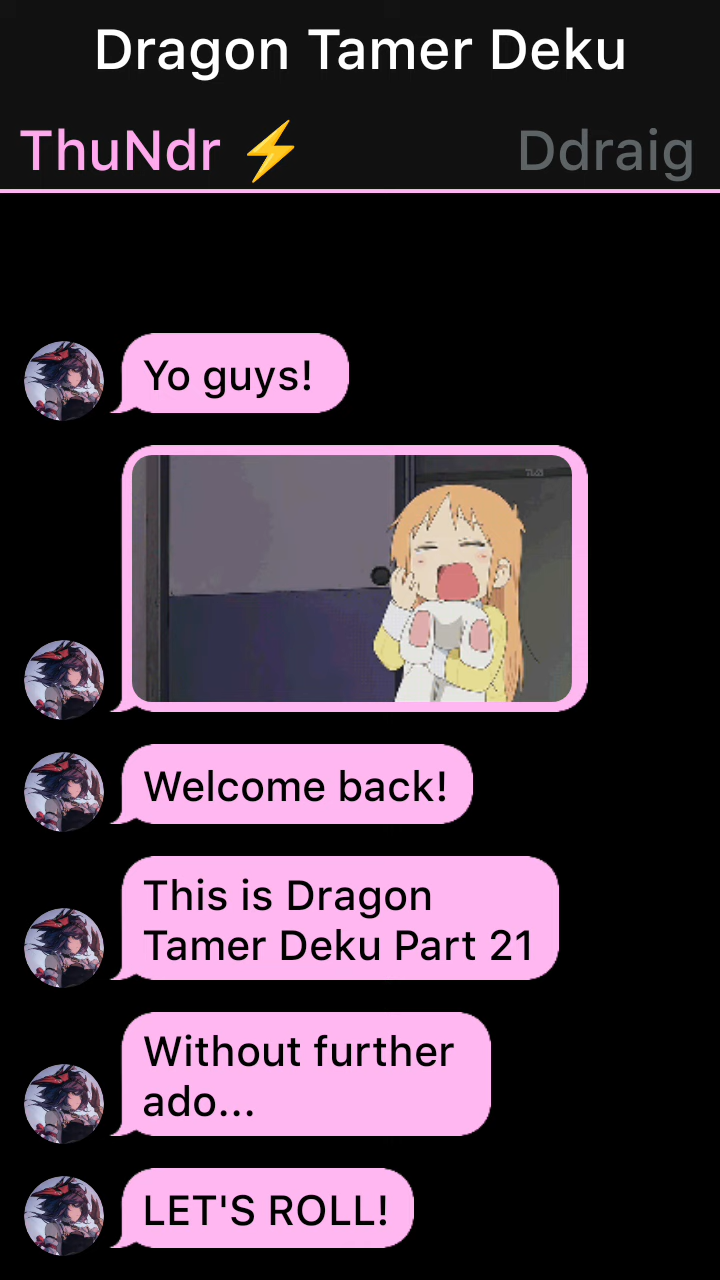 Dragon Tamer Deku
ThuNdr ⚡
Ddraig
Yo guys!
Welcome back!
This is Dragon
Tamer Deku Part 21
Without further
ado...
LET'S ROLL!